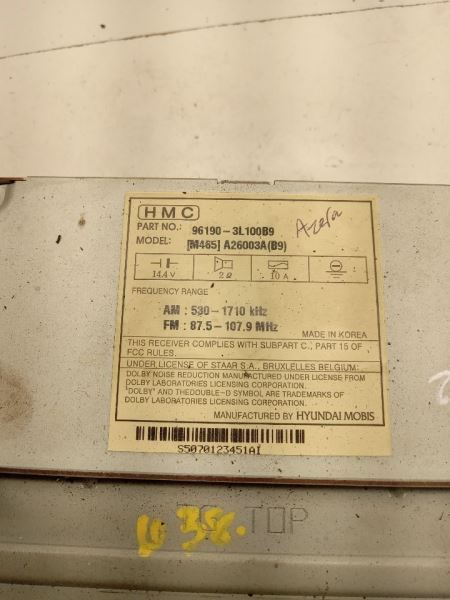 HMC
Azera
PART NO.: 96190-3L100B9
MODEL: [M465] A26003A(B9)
14.4 V 2Ω 10 A
FREQUENCY RANGE
AM : 530-1710 kHz
FM : 87.5-107.9 MHz
MADE IN KOREA
THIS RECEIVER COMPLIES WITH SUBPART C., PART 15 OF
FCC RULES.
UNDER LICENSE OF STAAR S.A., BRUXELLES BELGIUM.
DOLBY NOISE REDUCTION MANUFACTURED UNDER LICENSE FROM
DOLBY LABORATORIES LICENSING CORPORATION.
"DOLBY" AND THEDOUBLE-D SYMBOL ARE TRADEMARKS OF
DOLBY LABORATORIES LICENSING CORPORATION.
MANUFACTURED BY HYUNDAI MOBIS
S5070123451AI
TOP